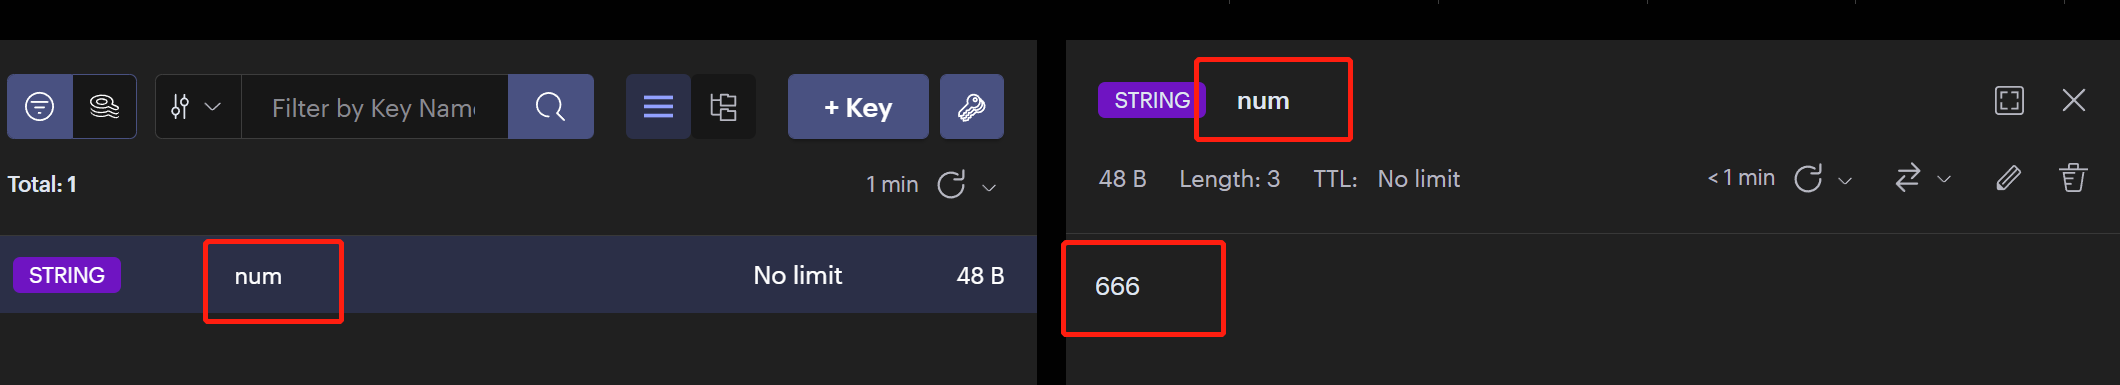 Filter by Key Name
+ Key
Total: 1
1 min
STRING
num
No limit
48 B
STRING
num
48 B
Length: 3
TTL:
No limit
< 1 min
666